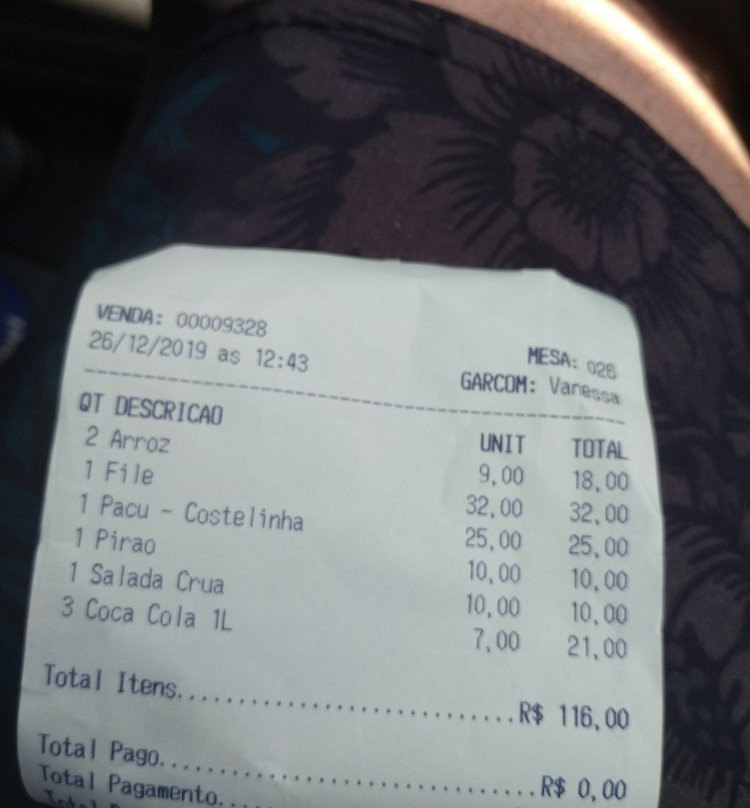 VENDA: 00009328
MESA: 026
26/12/2019 as 12:43
GARCOM: Vanessa
QT DESCRICAO UNIT TOTAL
2 Arroz 9,00 18,00
1 File 32,00 32,00
1 Pacu - Costelinha 25,00 25,00
1 Pirao 10,00 10,00
1 Salada Crua 10,00 10,00
3 Coca Cola 1L 7,00 21,00
Total Itens............................R$ 116,00
Total Pago...............................R$ 0,00
Total Pagamento...